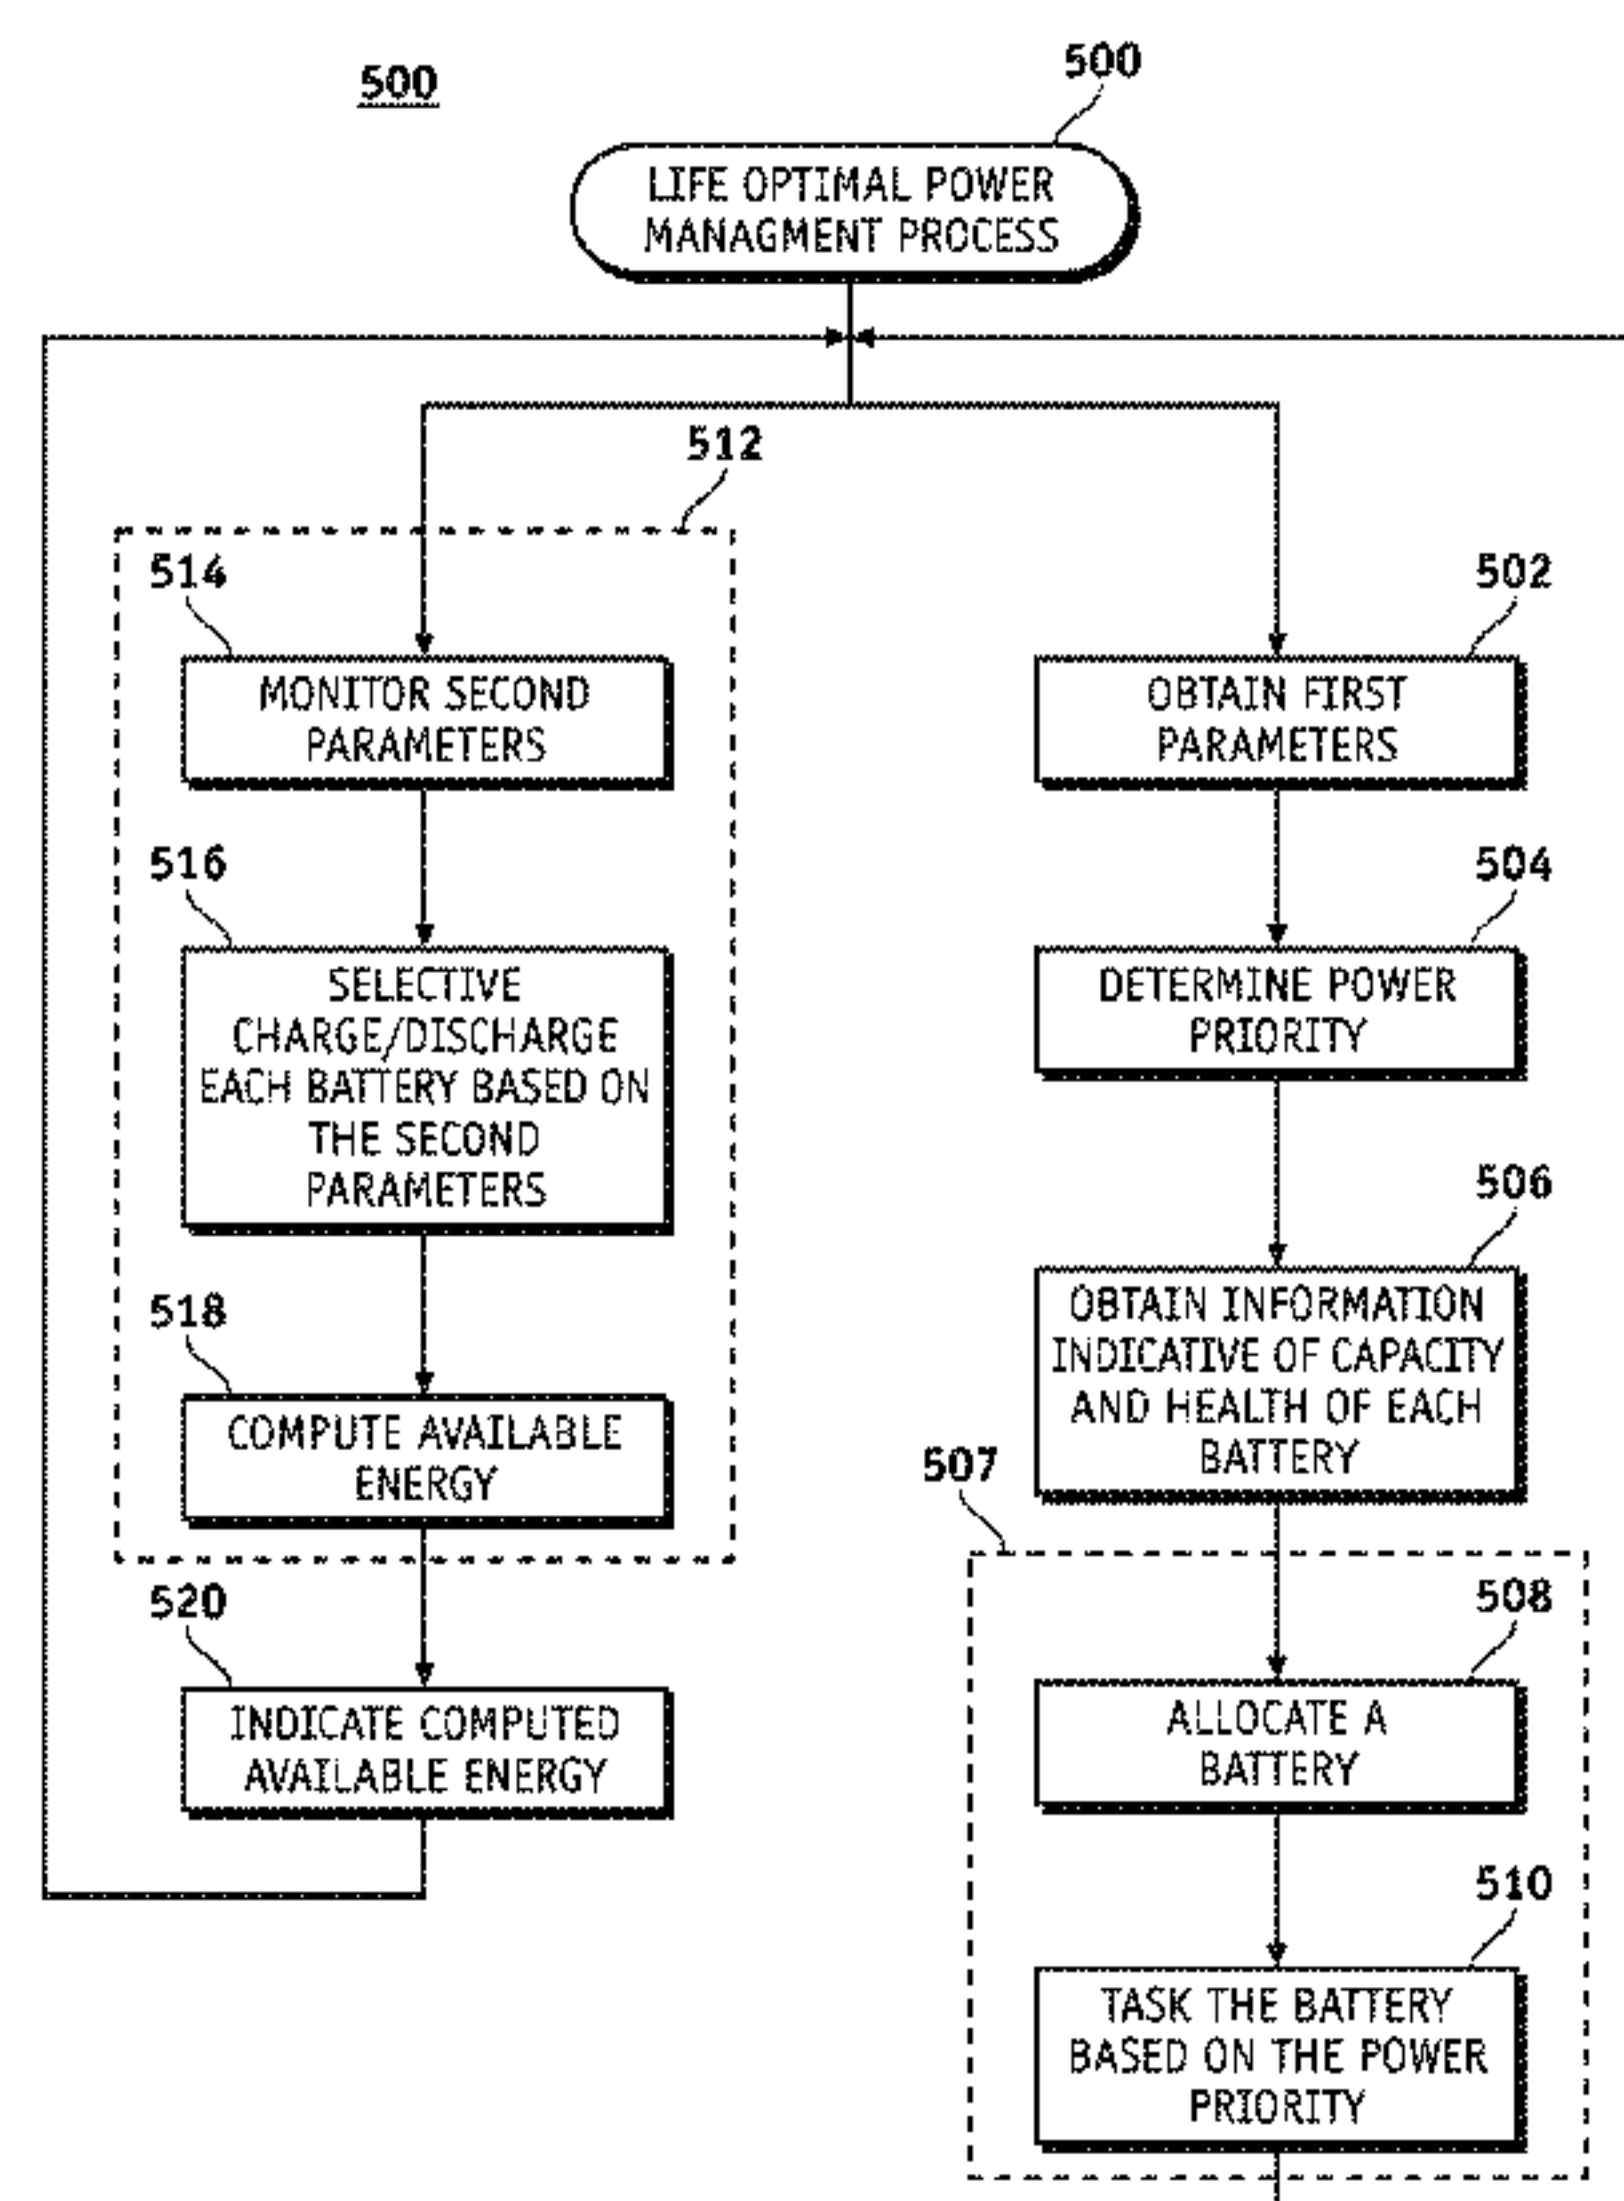 500
500
LIFE OPTIMAL POWER
MANAGMENT PROCESS
512
514
MONITOR SECOND
PARAMETERS
516
SELECTIVE
CHARGE/DISCHARGE
EACH BATTERY BASED ON
THE SECOND
PARAMETERS
518
COMPUTE AVAILABLE
ENERGY
520
INDICATE COMPUTED
AVAILABLE ENERGY
502
OBTAIN FIRST
PARAMETERS
504
DETERMINE POWER
PRIORITY
506
OBTAIN INFORMATION
INDICATIVE OF CAPACITY
AND HEALTH OF EACH
BATTERY
507
508
ALLOCATE A
BATTERY
510
TASK THE BATTERY
BASED ON THE POWER
PRIORITY